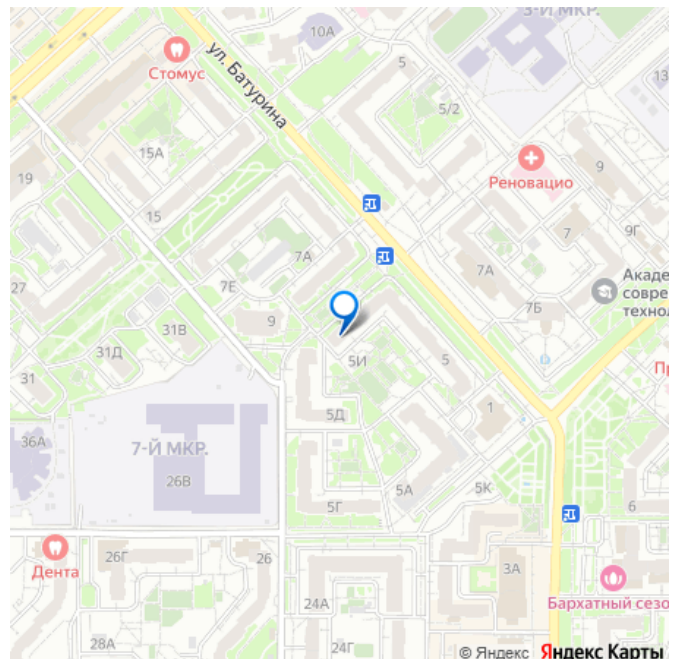 3-Й МКР.
10А
5
Стомус
ул. Батурина
13
5/2
15А
Реновацио
9
19
15
7
9Г
7А
7А
27
7Е
7Б
Акаде
совре
технол
9
31В
31Д
5И
5
31
Пр
5Д
1
36А
7-Й МКР.
26В
5А
5К
5Г
6
26Г
26
Дента
3А
Бархатный сезо
24А
28А
24Г
© Яндекс Яндекс Карты